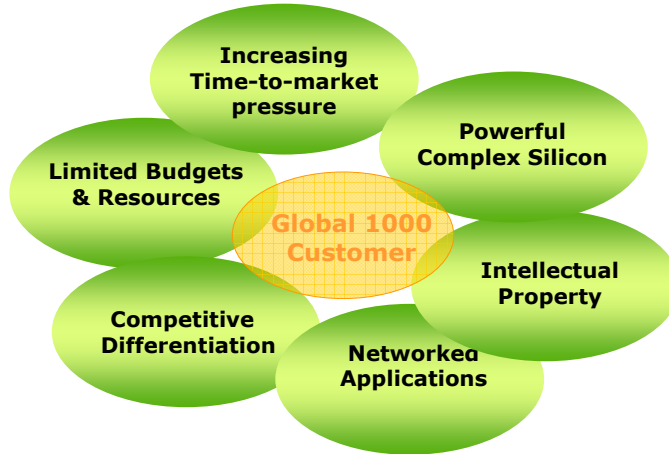 Increasing
Time-to-market
pressure
Powerful
Complex Silicon
Limited Budgets
& Resources
Global 1000
Customer
Intellectual
Property
Competitive
Differentiation
Networked
Applications